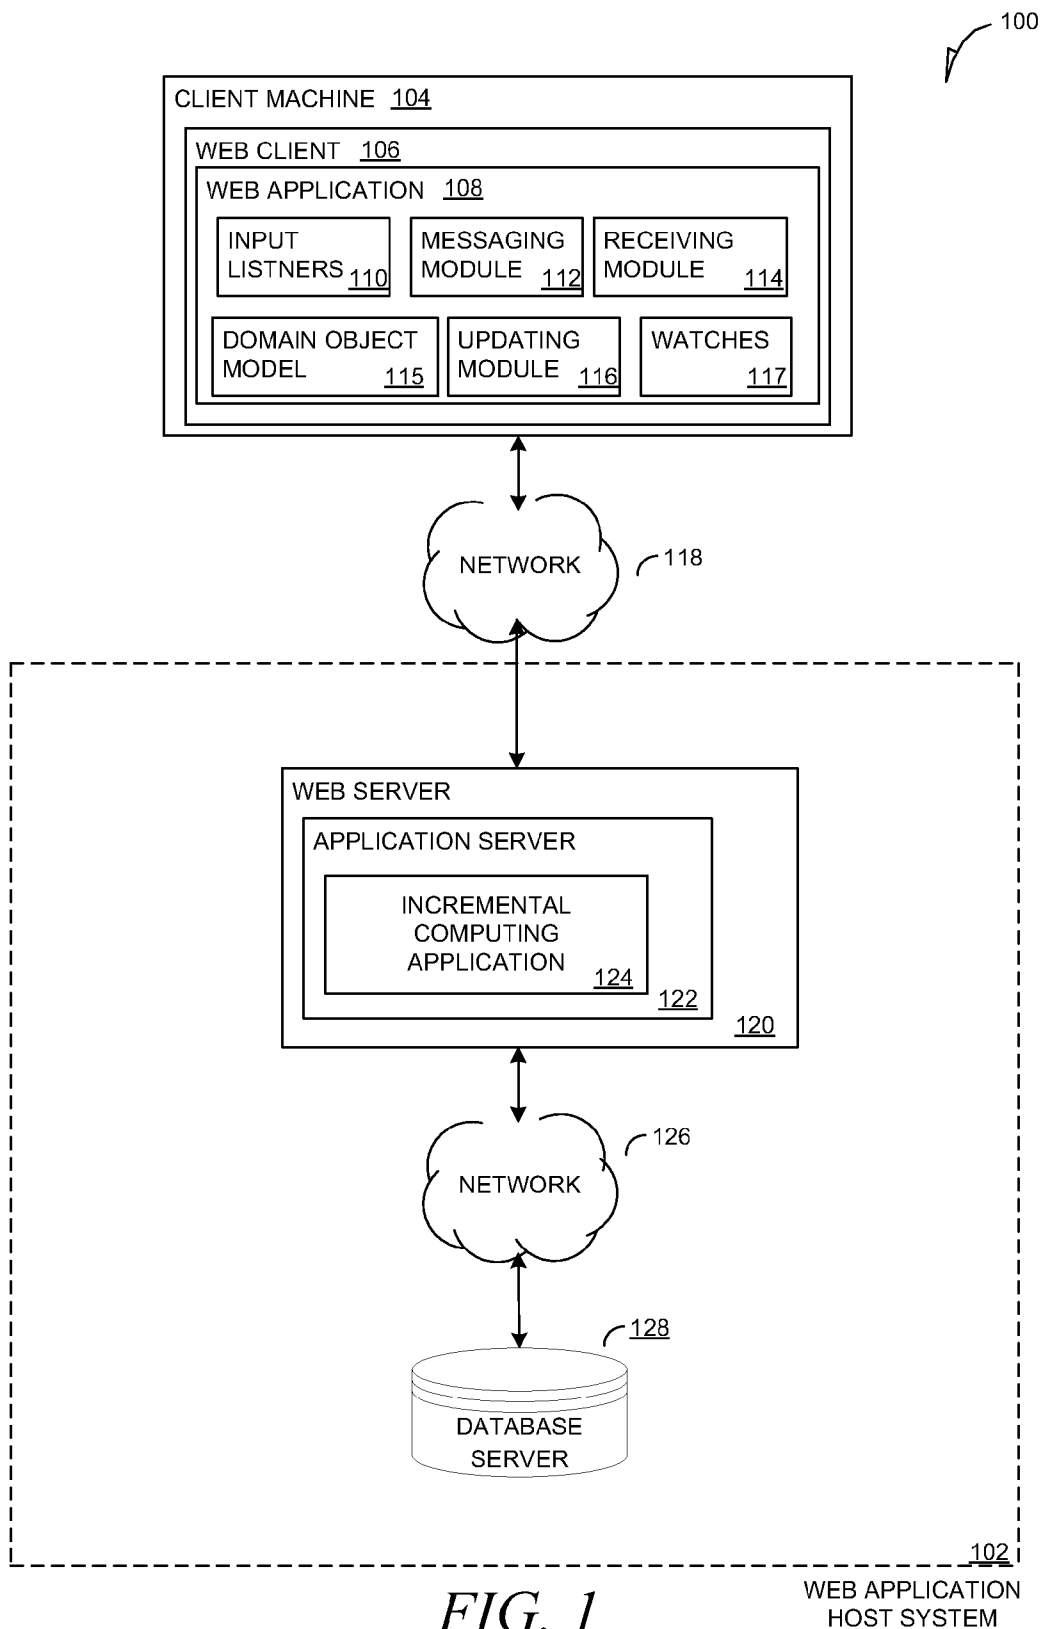 100
CLIENT MACHINE 104
WEB CLIENT 106
WEB APPLICATION 108
INPUT
LISTNERS 110
MESSAGING
MODULE 112
RECEIVING
MODULE 114
DOMAIN OBJECT
MODEL 115
UPDATING
MODULE 116
WATCHES
117
NETWORK
118
WEB SERVER
APPLICATION SERVER
INCREMENTAL
COMPUTING
APPLICATION
124
122
120
NETWORK
126
128
DATABASE
SERVER
102
WEB APPLICATION
HOST SYSTEM
FIG. 1